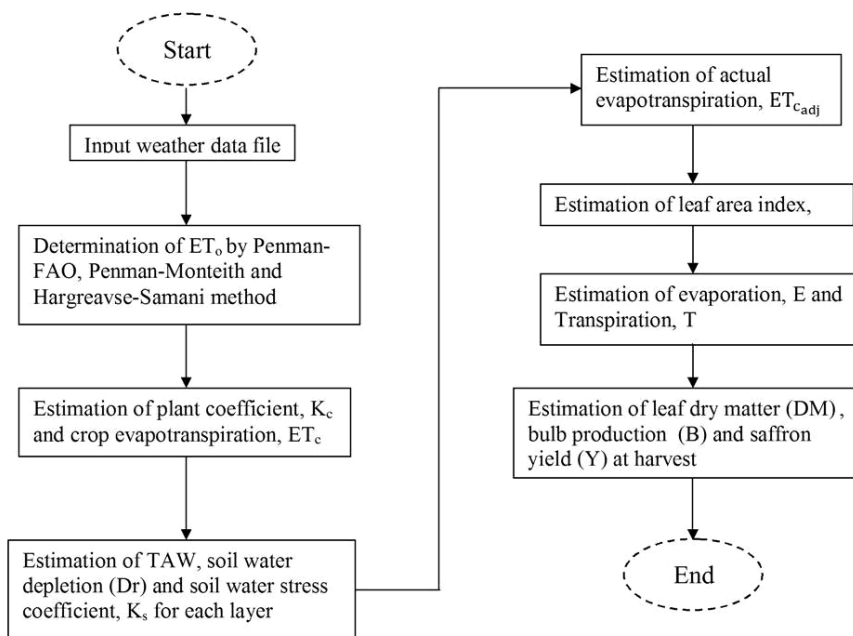 Start
Input weather data file
Determination of ETₒ by Penman-
FAO, Penman-Monteith and
Hargreavse-Samani method
Estimation of plant coefficient, K꜀
and crop evapotranspiration, ET꜀
Estimation of TAW, soil water
depletion (Dr) and soil water stress
coefficient, Kₛ for each layer
Estimation of actual
evapotranspiration, ETc_adj
Estimation of leaf area index,
Estimation of evaporation, E and
Transpiration, T
Estimation of leaf dry matter (DM) ,
bulb production (B) and saffron
yield (Y) at harvest
End